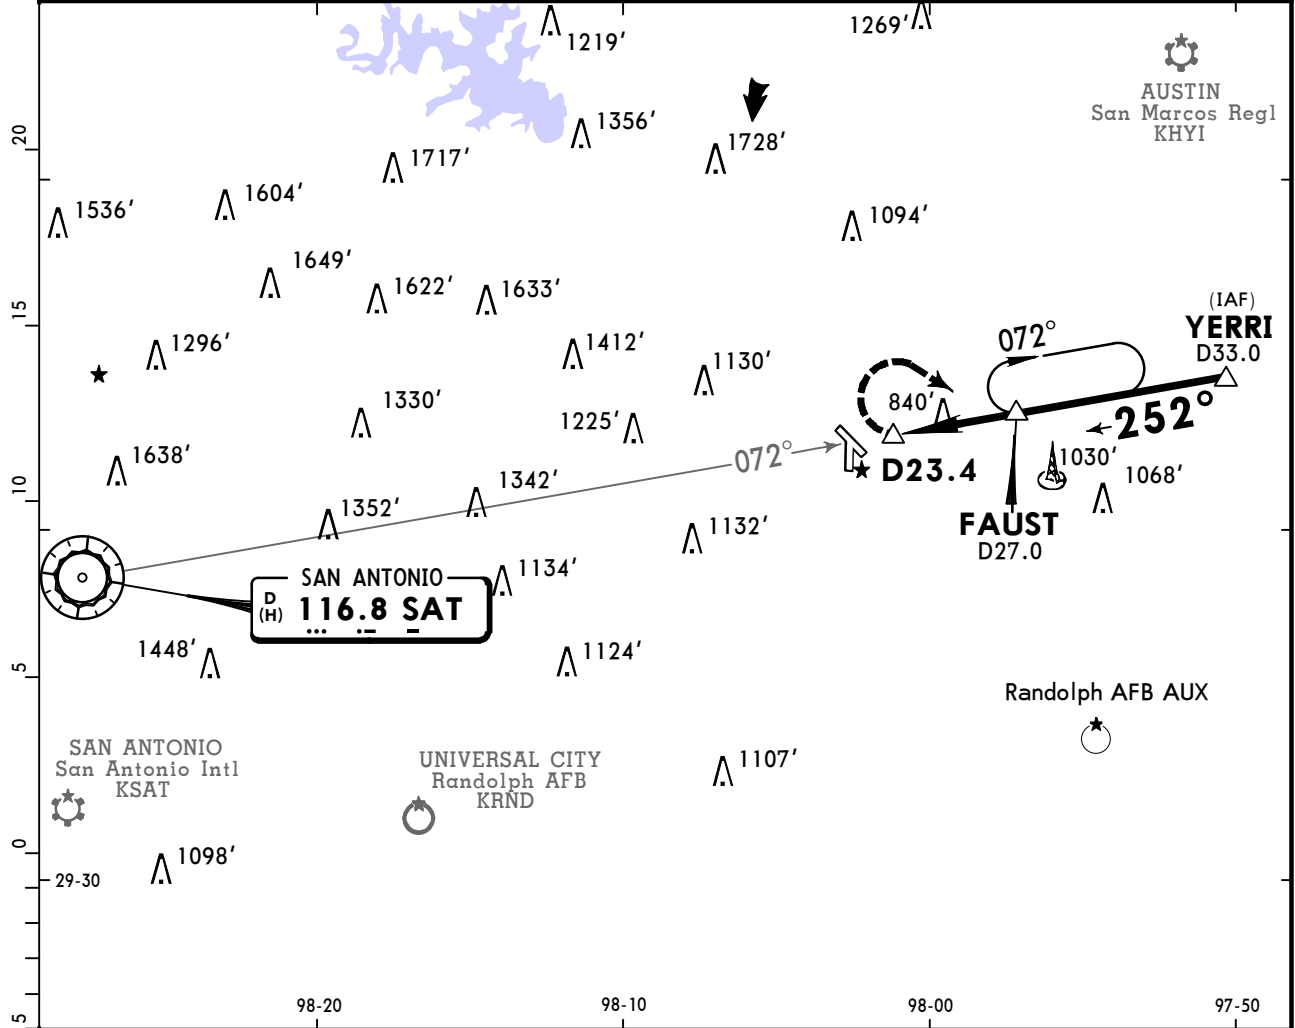 1219′
1269′
AUSTIN
San Marcos Regl
KHYI
1356′
1728′
20
1717′
1604′
1536′
1094′
1649′
1622′
1633′
15
(IAF)
YERRI
D33.0
072°
1296′
1412′
1130′
840′
1330′
1225′
252°
072°
1638′
D23.4
1030′
1068′
1342′
10
1352′
1132′
FAUST
D27.0
1134′
SAN ANTONIO
D
(H)
116.8 SAT
1448′
1124′
5
Randolph AFB AUX
SAN ANTONIO
San Antonio Intl
KSAT
UNIVERSAL CITY
Randolph AFB
KRND
1107′
0
1098′
29-30
98-20
98-10
98-00
97-50
5